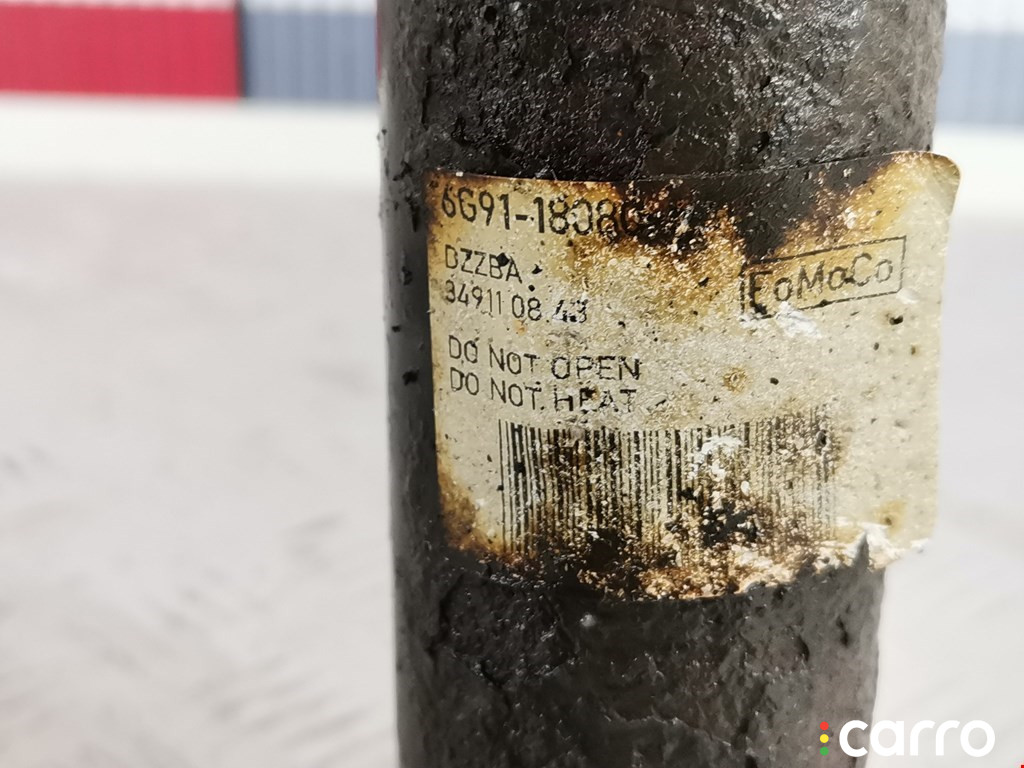 6G91-18080
DZZBA
FoMoCo
34911 08 43
DO NOT OPEN
DO NOT HEAT
carro